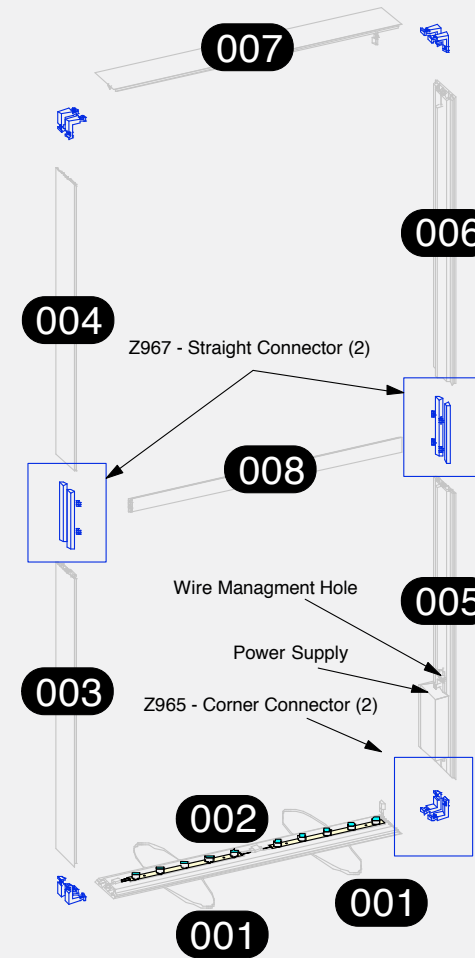 007
006
004
Z967 - Straight Connector (2)
008
Wire Managment Hole
005
Power Supply
003
Z965 - Corner Connector (2)
002
001
001